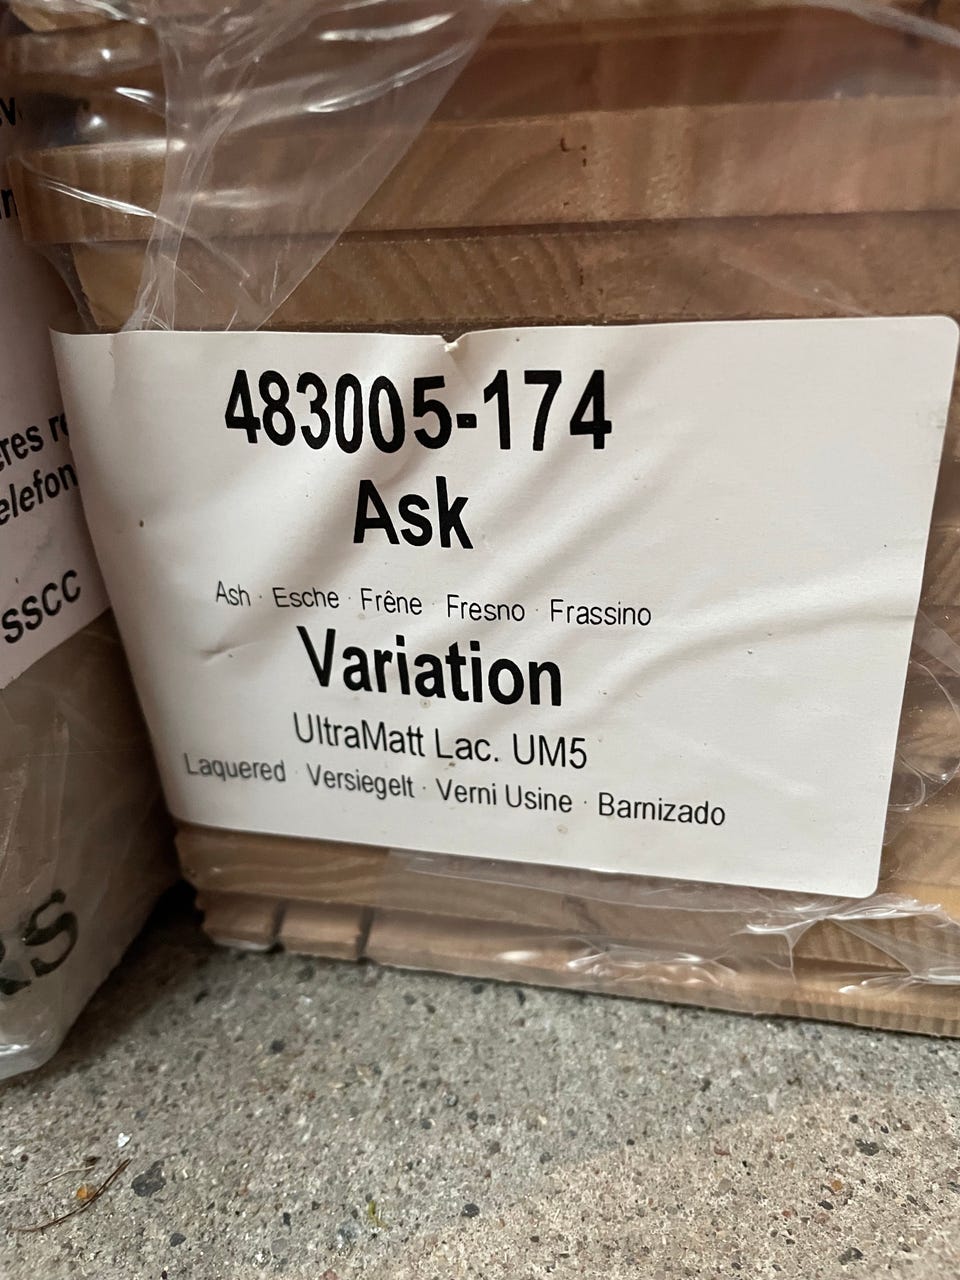 483005-174
Ask
Ash · Esche · Frêne · Fresno · Frassino
Variation
UltraMatt Lac. UM5
Laquered · Versiegelt · Verni Usine · Barnizado
SSCC